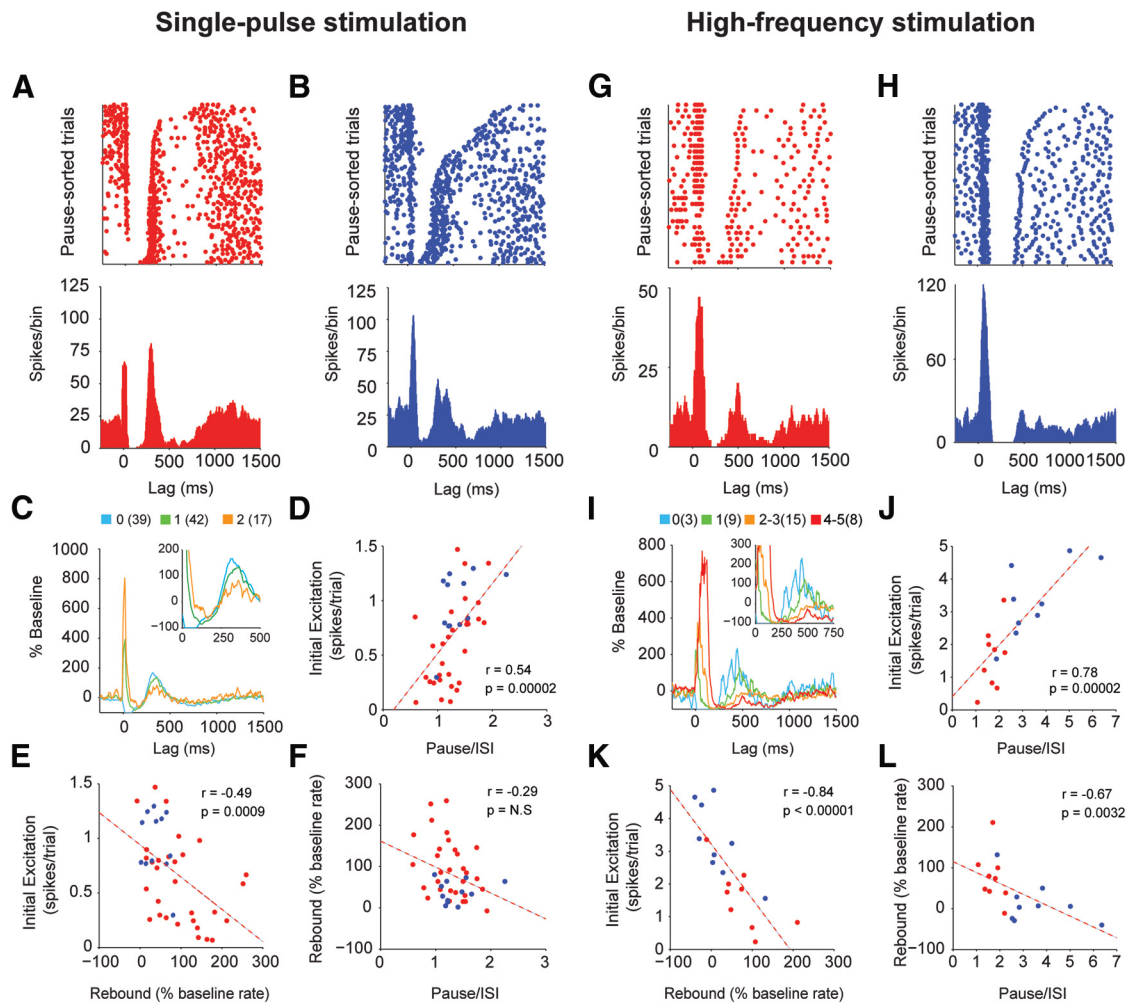 Single-pulse stimulation
High-frequency stimulation
A
Pause-sorted trials
125
100
75
50
25
0
Spikes/bin
0 500 1000 1500
Lag (ms)
B
Pause-sorted trials
125
100
75
50
25
0
Spikes/bin
0 500 1000 1500
Lag (ms)
G
Pause-sorted trials
50
25
0
Spikes/bin
0 500 1000 1500
Lag (ms)
H
Pause-sorted trials
120
60
0
Spikes/bin
0 500 1000 1500
Lag (ms)
C
0 (39) 1 (42) 2 (17)
1000
800
600
400
200
0
% Baseline
200
100
0
−100
0 250 500
0 500 1000 1500
Lag (ms)
D
1.5
1
0.5
0
Initial Excitation
(spikes/trial)
r = 0.54
p = 0.00002
0 1 2 3
Pause/ISI
I
0(3) 1(9) 2-3(15) 4-5(8)
800
600
400
200
0
% Baseline
300
200
100
0
−100
0 250 500 750
0 500 1000 1500
Lag (ms)
J
5
4
3
2
1
0
Initial Excitation
(spikes/trial)
r = 0.78
p = 0.00002
0 1 2 3 4 5 6 7
Pause/ISI
E
1.5
1
0.5
0
Initial Excitation
(spikes/trial)
r = -0.49
p = 0.0009
−100 0 100 200 300
Rebound (% baseline rate)
F
300
200
100
0
−100
Rebound (% baseline rate)
r = -0.29
p = N.S
0 1 2 3
Pause/ISI
K
5
4
3
2
1
0
Initial Excitation
(spikes/trial)
r = -0.84
p < 0.00001
−100 0 100 200 300
Rebound (% baseline rate)
L
300
200
100
0
−100
Rebound (% baseline rate)
r = -0.67
p = 0.0032
0 1 2 3 4 5 6 7
Pause/ISI